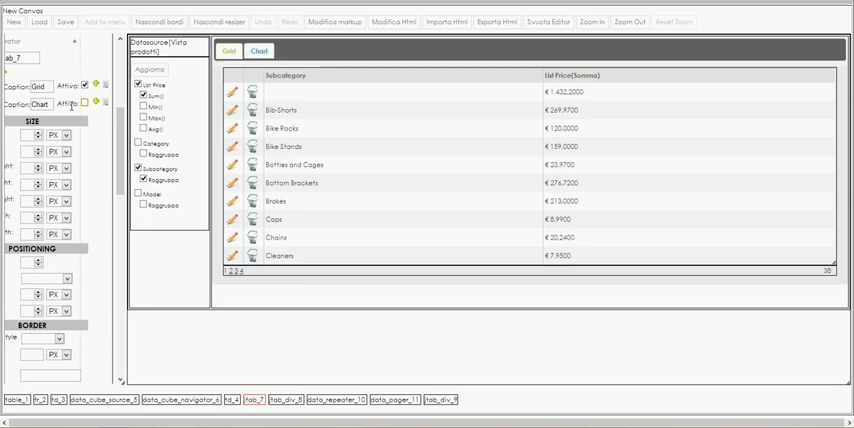 New Canvas
New Load Save Add to menu Nascondi bordi Nascondi resizer Undo Redo Modifica markup Modifica Html Importa Html Esporta Html Svuota Editor Zoom In Zoom Out Reset Zoom
rator
tab_7
Caption: Grid Attivo:
Caption: Chart Attivo:
SIZE
PX
PX
ght: PX
ht: PX
ght: PX
h: PX
th: PX
POSITIONING
PX
PX
BORDER
tyle
PX
Datasource[Vista prodotti]
Aggiorna
List Price
Sum()
Min()
Max()
Avg()
Category
Raggruppa
Subcategory
Raggruppa
Model
Raggruppa
Grid Chart
Subcategory List Price(Somma)
€ 1.432,2000
Bib-Shorts € 269,9700
Bike Racks € 120,0000
Bike Stands € 159,0000
Bottles and Cages € 23,9700
Bottom Brackets € 276,7200
Brakes € 213,0000
Caps € 8,9900
Chains € 20,2400
Cleaners € 7,9500
1 2 3 4 38
table_1 tr_2 td_3 data_cube_source_5 data_cube_navigator_6 td_4 tab_7 tab_div_8 data_repeater_10 data_pager_11 tab_div_9